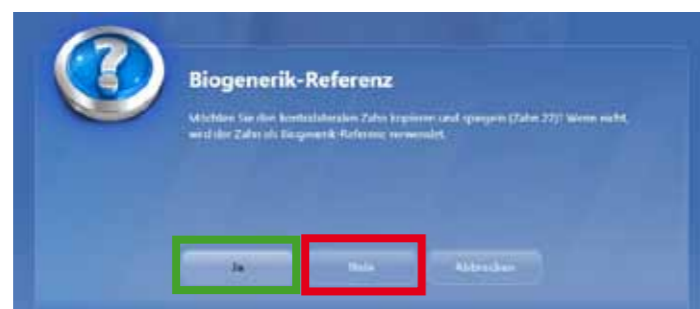 Biogenerik-Referenz
Möchten Sie den kontralateralen Zahn kopieren und spiegeln (Zahn 27)? Wenn nicht,
wird der Zahn als Biogenerik-Referenz verwendet.
Ja Nein Abbrechen